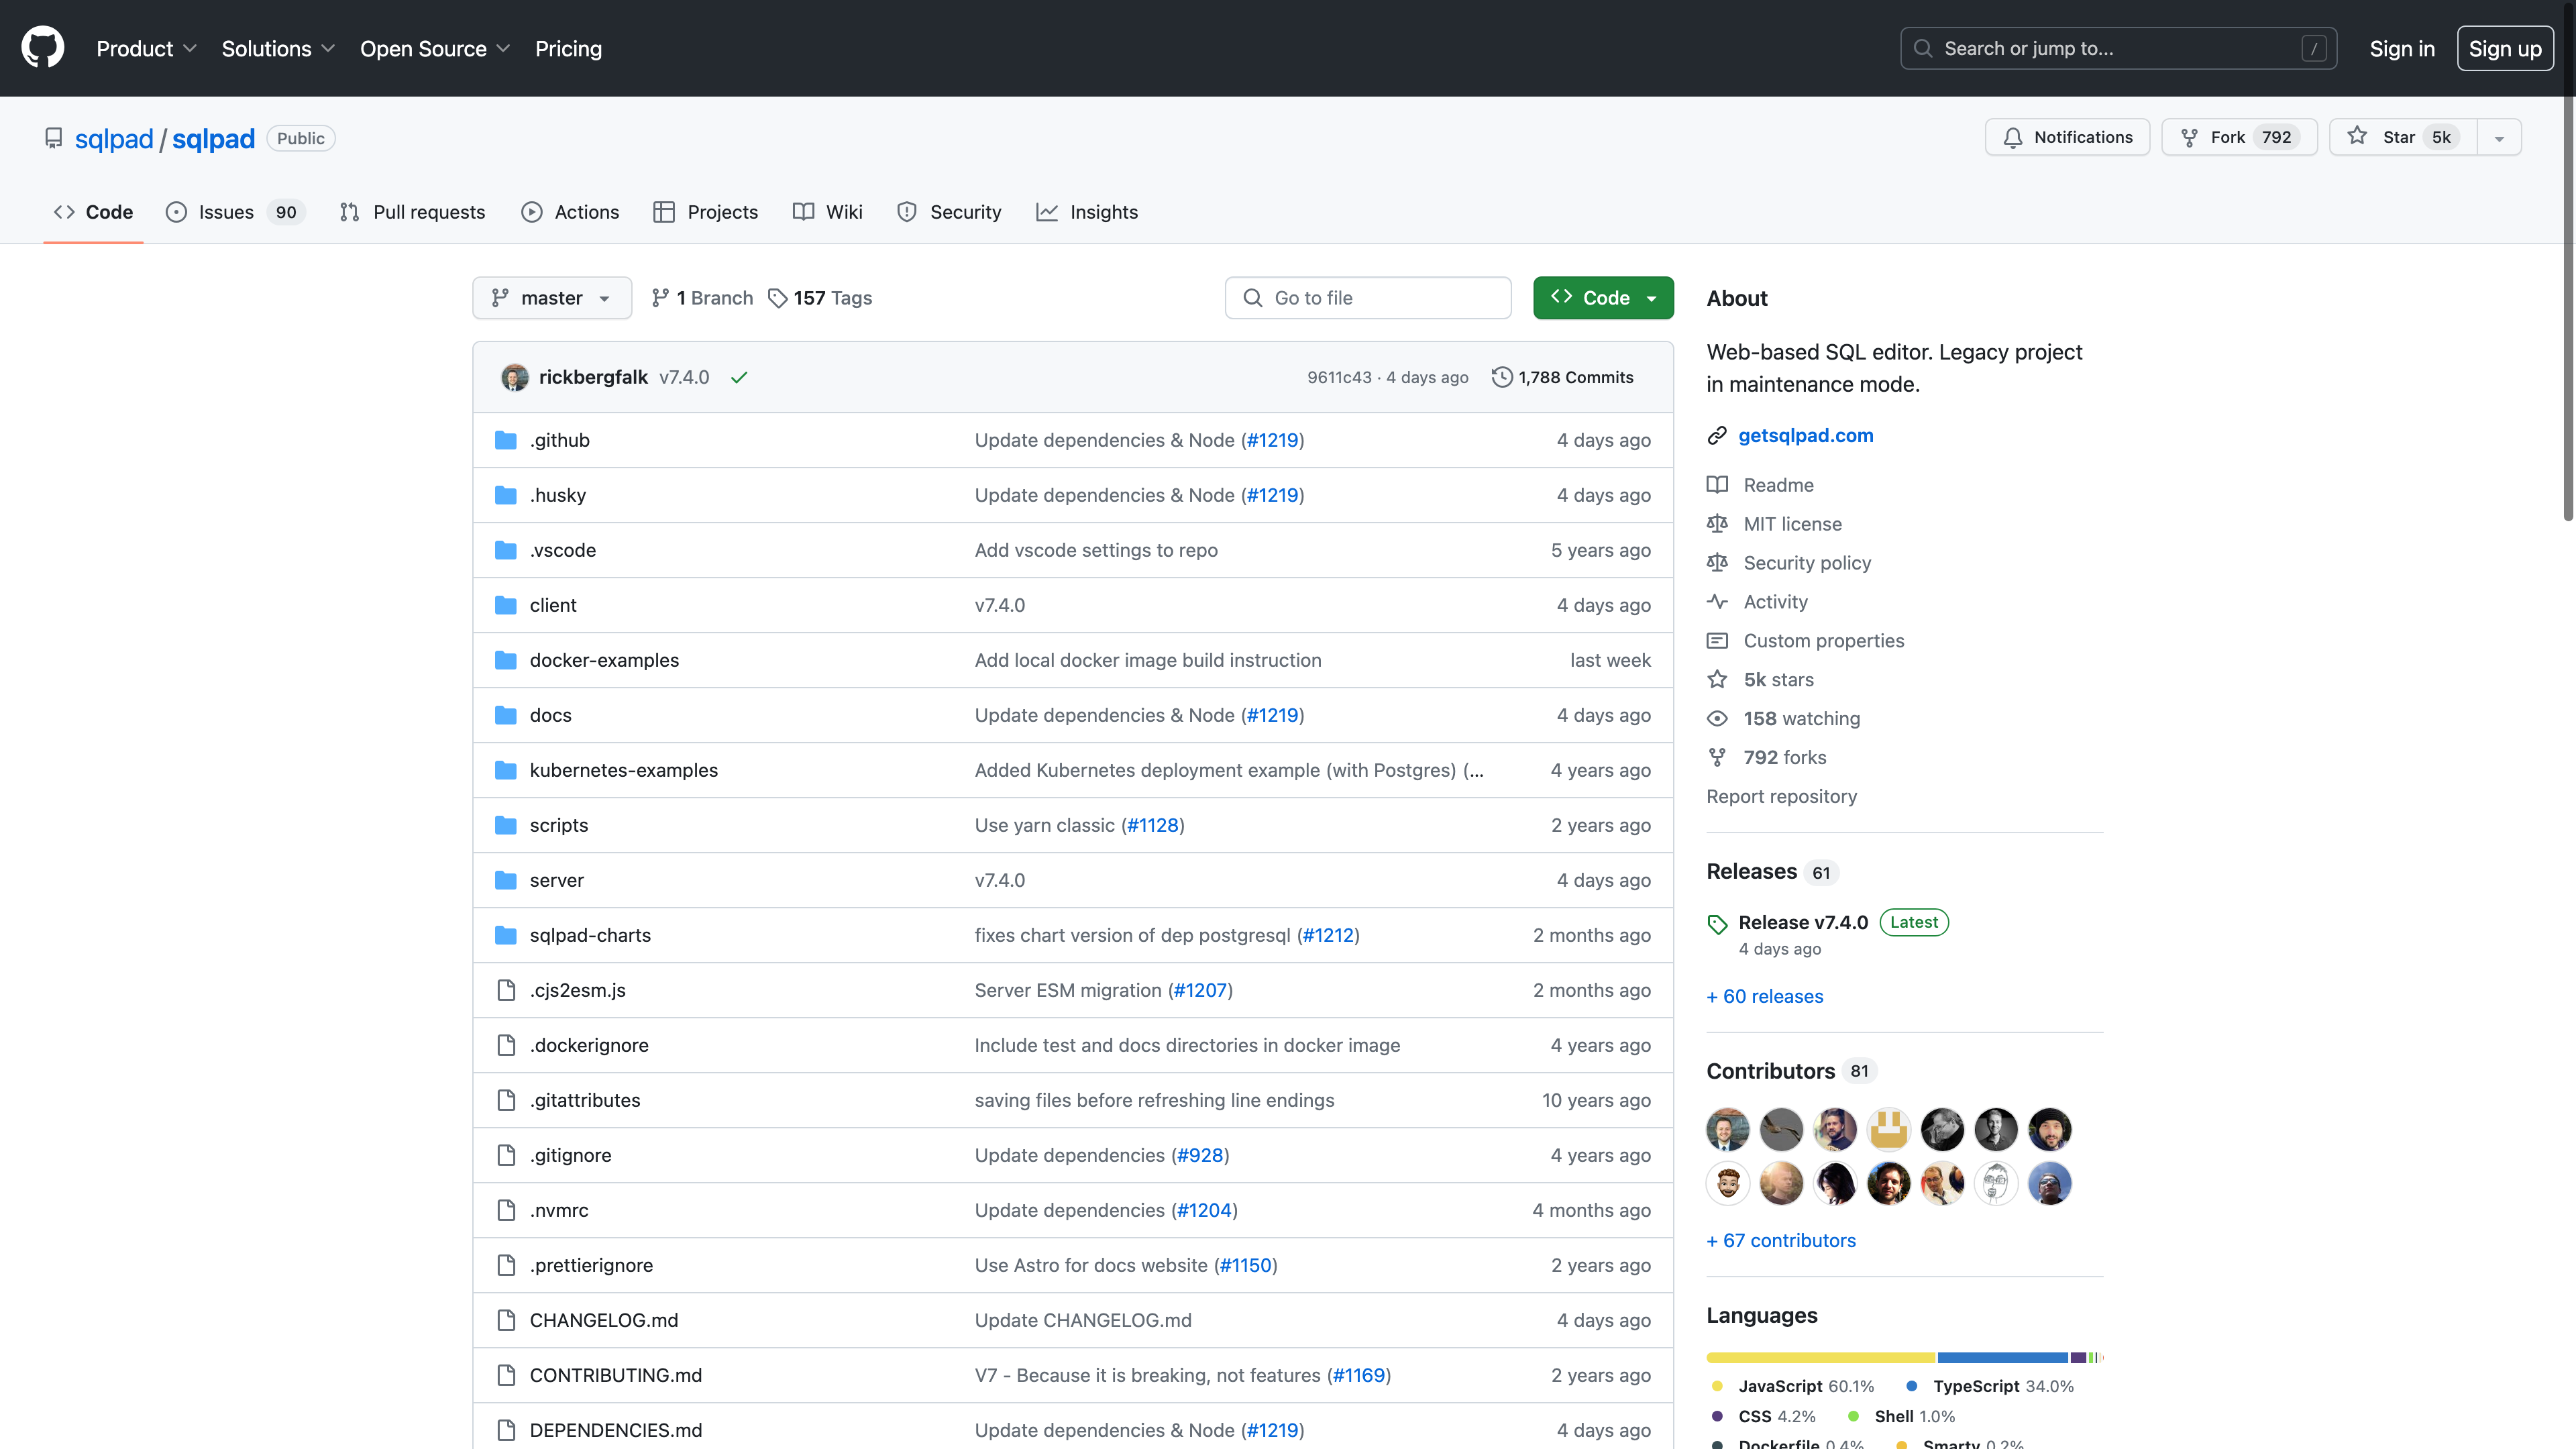 Product Solutions Open Source Pricing Search or jump to... / Sign in Sign up
sqlpad / sqlpad Public Notifications Fork 792 Star 5k
Code Issues 90 Pull requests Actions Projects Wiki Security Insights
master 1 Branch 157 Tags Go to file Code
rickbergfalk v7.4.0 9611c43 · 4 days ago 1,788 Commits
.github Update dependencies & Node (#1219) 4 days ago
.husky Update dependencies & Node (#1219) 4 days ago
.vscode Add vscode settings to repo 5 years ago
client v7.4.0 4 days ago
docker-examples Add local docker image build instruction last week
docs Update dependencies & Node (#1219) 4 days ago
kubernetes-examples Added Kubernetes deployment example (with Postgres) (... 4 years ago
scripts Use yarn classic (#1128) 2 years ago
server v7.4.0 4 days ago
sqlpad-charts fixes chart version of dep postgresql (#1212) 2 months ago
.cjs2esm.js Server ESM migration (#1207) 2 months ago
.dockerignore Include test and docs directories in docker image 4 years ago
.gitattributes saving files before refreshing line endings 10 years ago
.gitignore Update dependencies (#928) 4 years ago
.nvmrc Update dependencies (#1204) 4 months ago
.prettierignore Use Astro for docs website (#1150) 2 years ago
CHANGELOG.md Update CHANGELOG.md 4 days ago
CONTRIBUTING.md V7 - Because it is breaking, not features (#1169) 2 years ago
DEPENDENCIES.md Update dependencies & Node (#1219) 4 days ago
About
Web-based SQL editor. Legacy project
in maintenance mode.
getsqlpad.com
Readme
MIT license
Security policy
Activity
Custom properties
5k stars
158 watching
792 forks
Report repository
Releases 61
Release v7.4.0 Latest
4 days ago
+ 60 releases
Contributors 81
+ 67 contributors
Languages
JavaScript 60.1% TypeScript 34.0%
CSS 4.2% Shell 1.0%
Dockerfile 0.4% Smarty 0.2%